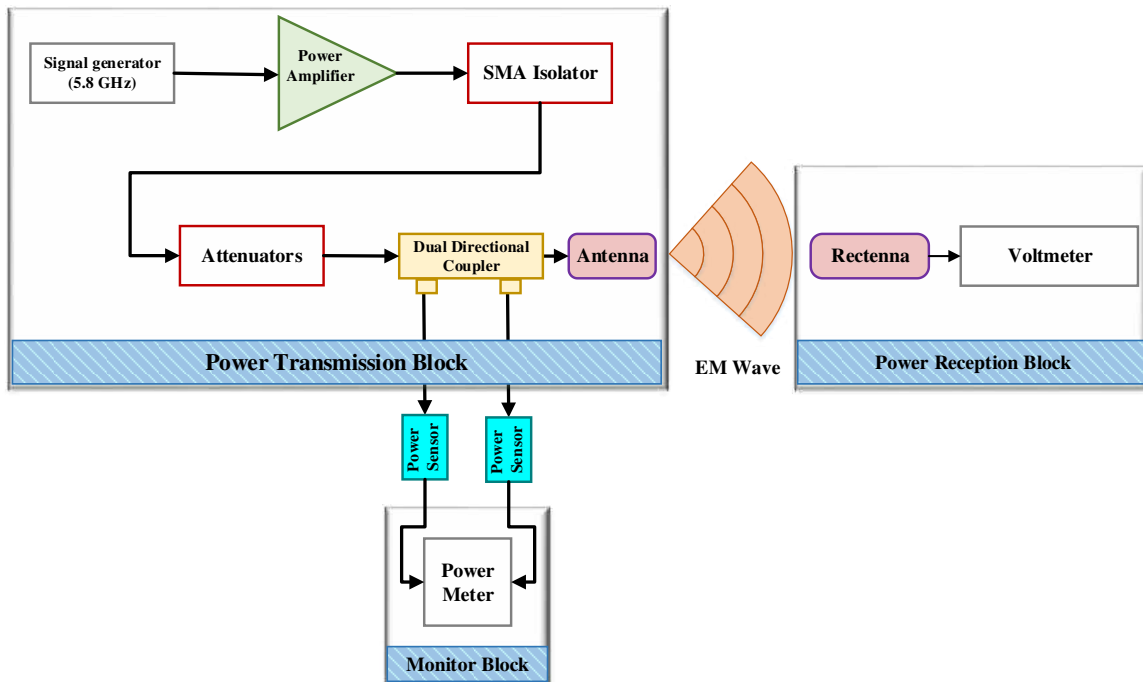 Signal generator
(5.8 GHz)
Power
Amplifier
SMA Isolator
Attenuators
Dual Directional
Coupler
Antenna
Power Transmission Block
EM Wave
Rectenna
Voltmeter
Power Reception Block
Power
Sensor
Power
Sensor
Power
Meter
Monitor Block